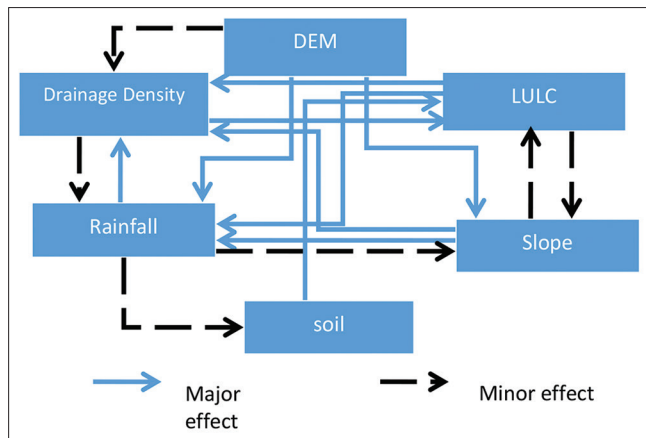 DEM
Drainage Density
LULC
Rainfall
Slope
soil
Major
effect
Minor effect